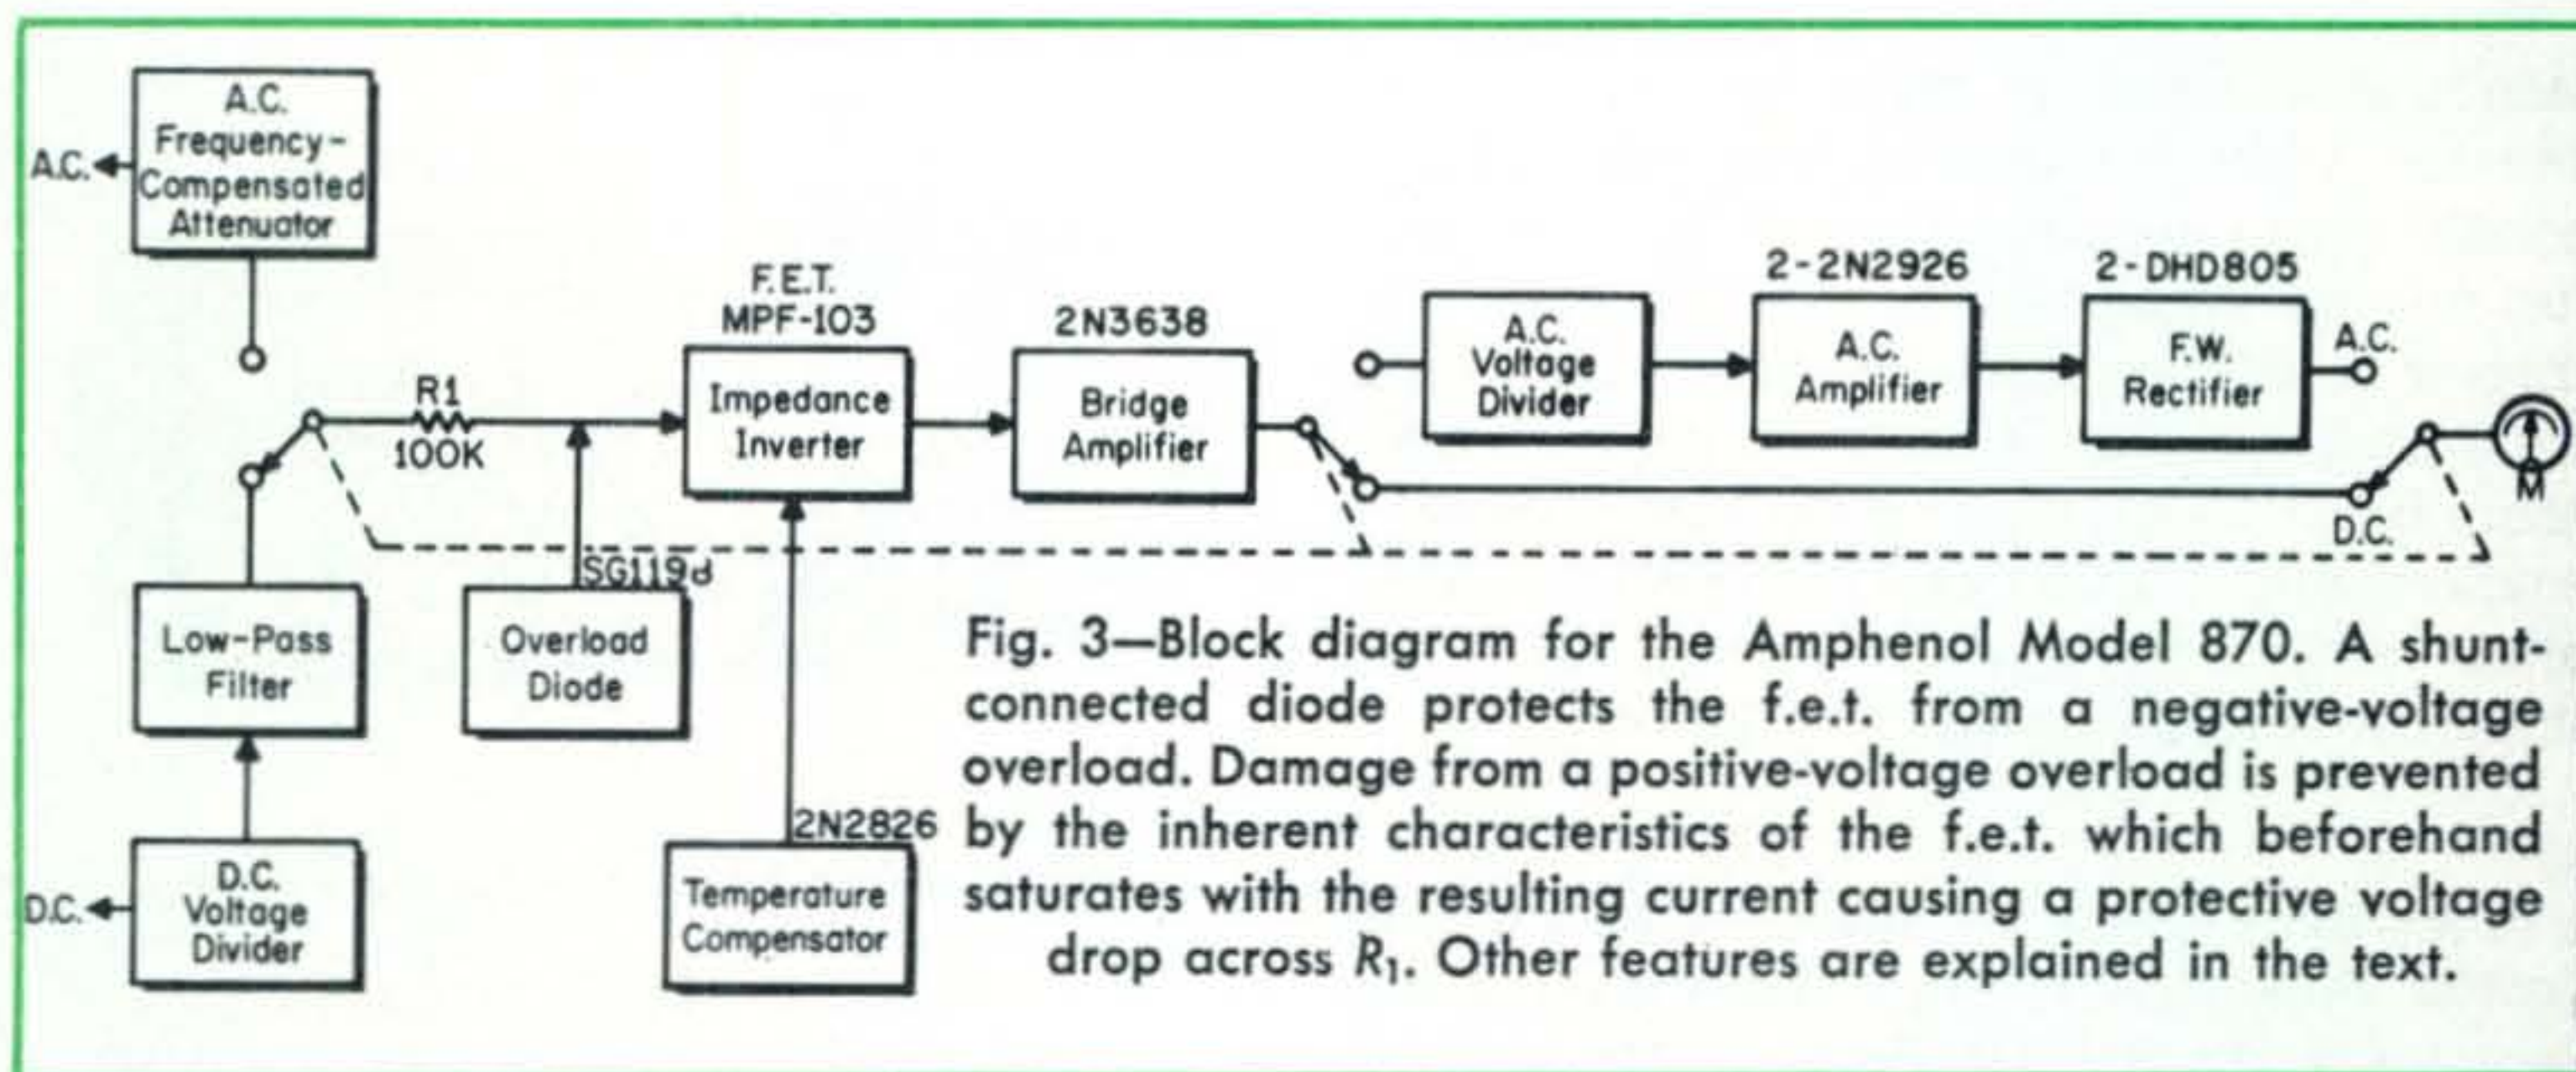 A.C.
Frequency-
Compensated
Attenuator
A.C.
R1
100K
F.E.T.
MPF-103
Impedance
Inverter
2N3638
Bridge
Amplifier
A.C.
Voltage
Divider
2-2N2926
A.C.
Amplifier
2-DHD805
F.W.
Rectifier
A.C.
D.C.
M
Low-Pass
Filter
SG119d
Overload
Diode
D.C.
D.C.
Voltage
Divider
2N2826
Temperature
Compensator
Fig. 3—Block diagram for the Amphenol Model 870. A shunt-
connected diode protects the f.e.t. from a negative-voltage
overload. Damage from a positive-voltage overload is prevented
by the inherent characteristics of the f.e.t. which beforehand
saturates with the resulting current causing a protective voltage
drop across R₁. Other features are explained in the text.